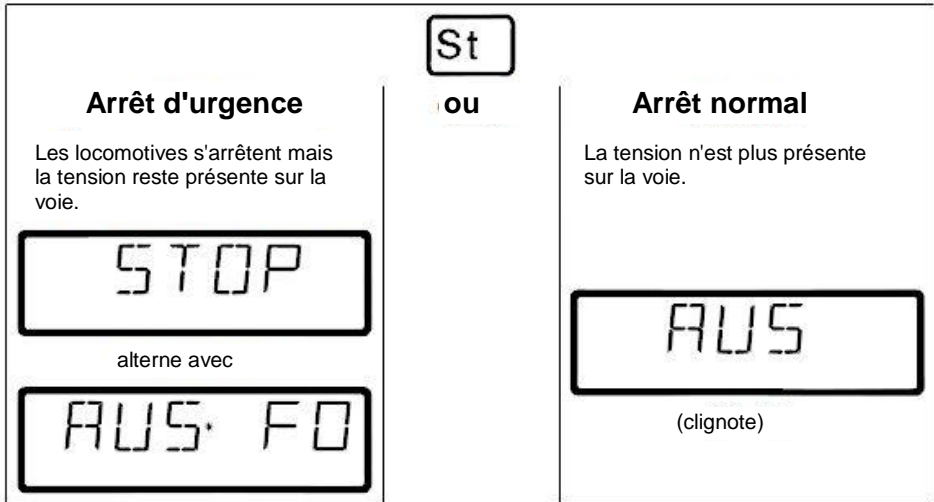 St
Arrêt d'urgence
ou
Arrêt normal
Les locomotives s'arrêtent mais
la tension reste présente sur la
voie.
STOP
alterne avec
AUS· F0
La tension n'est plus présente
sur la voie.
AUS
(clignote)